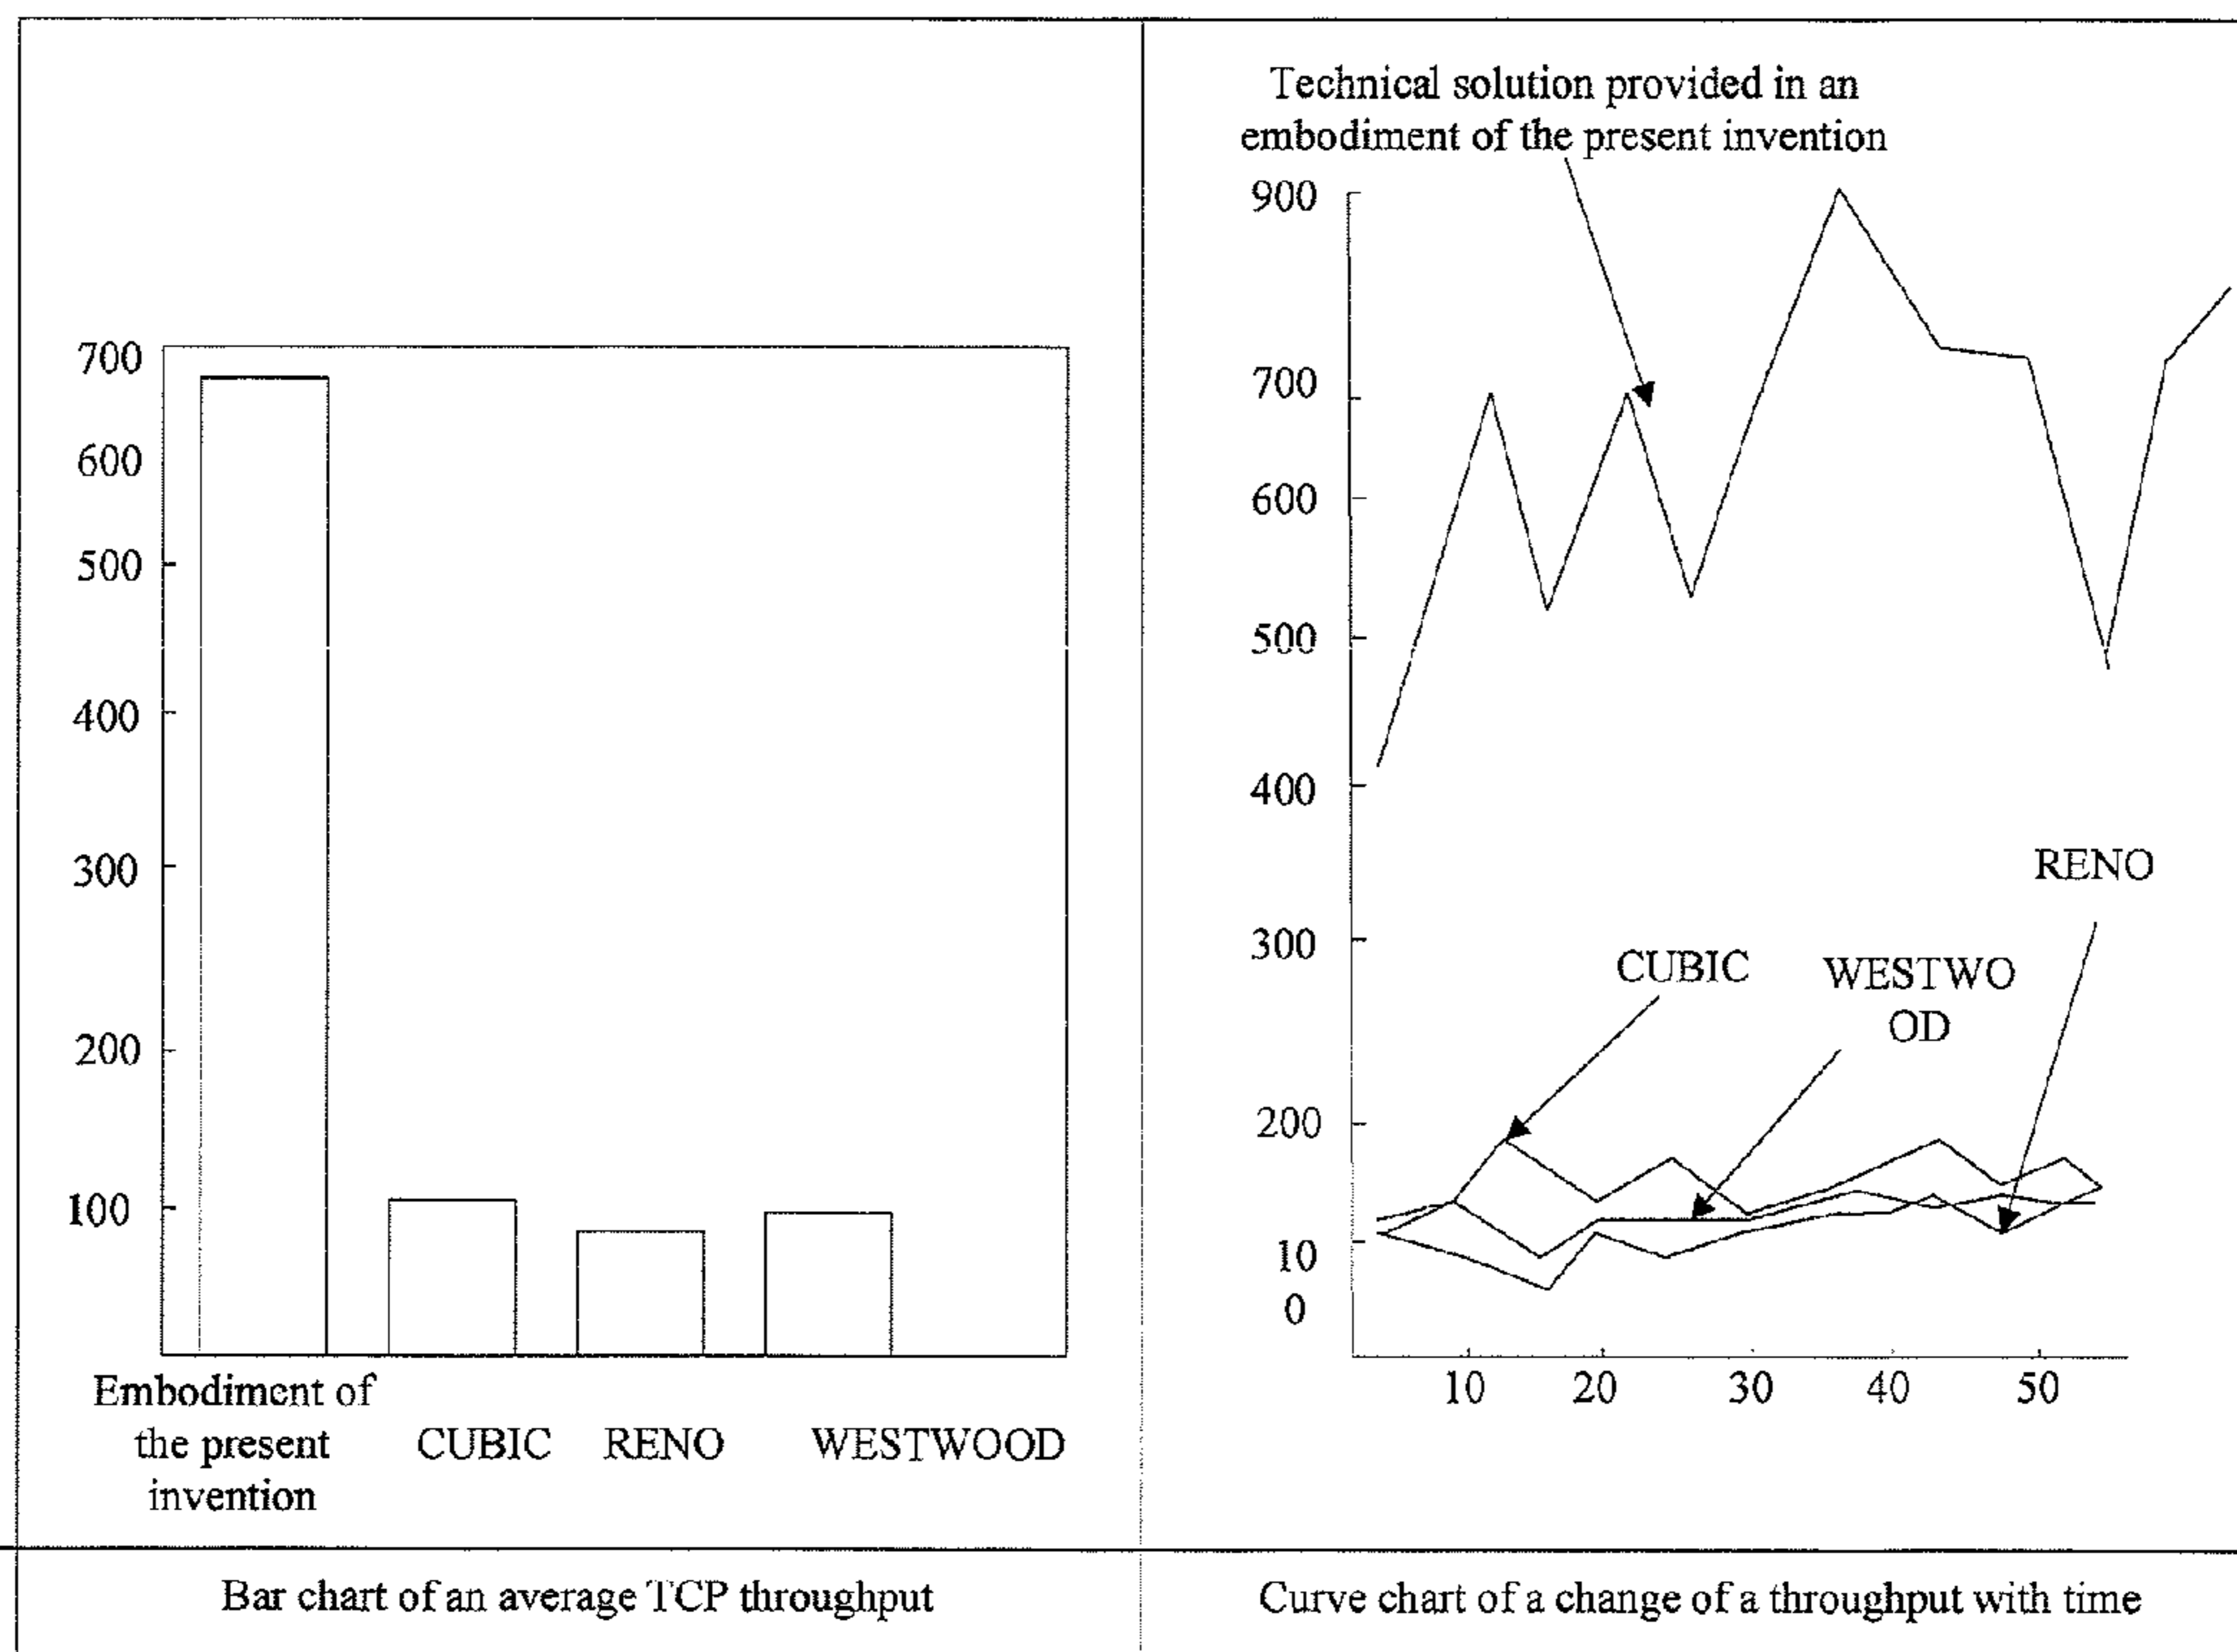 700
600
500
400
300
200
100
Embodiment of
the present
invention
CUBIC
RENO
WESTWOOD
Bar chart of an average TCP throughput
Technical solution provided in an
embodiment of the present invention
900
700
600
500
400
300
200
10
0
RENO
CUBIC
WESTWO
OD
10
20
30
40
50
Curve chart of a change of a throughput with time